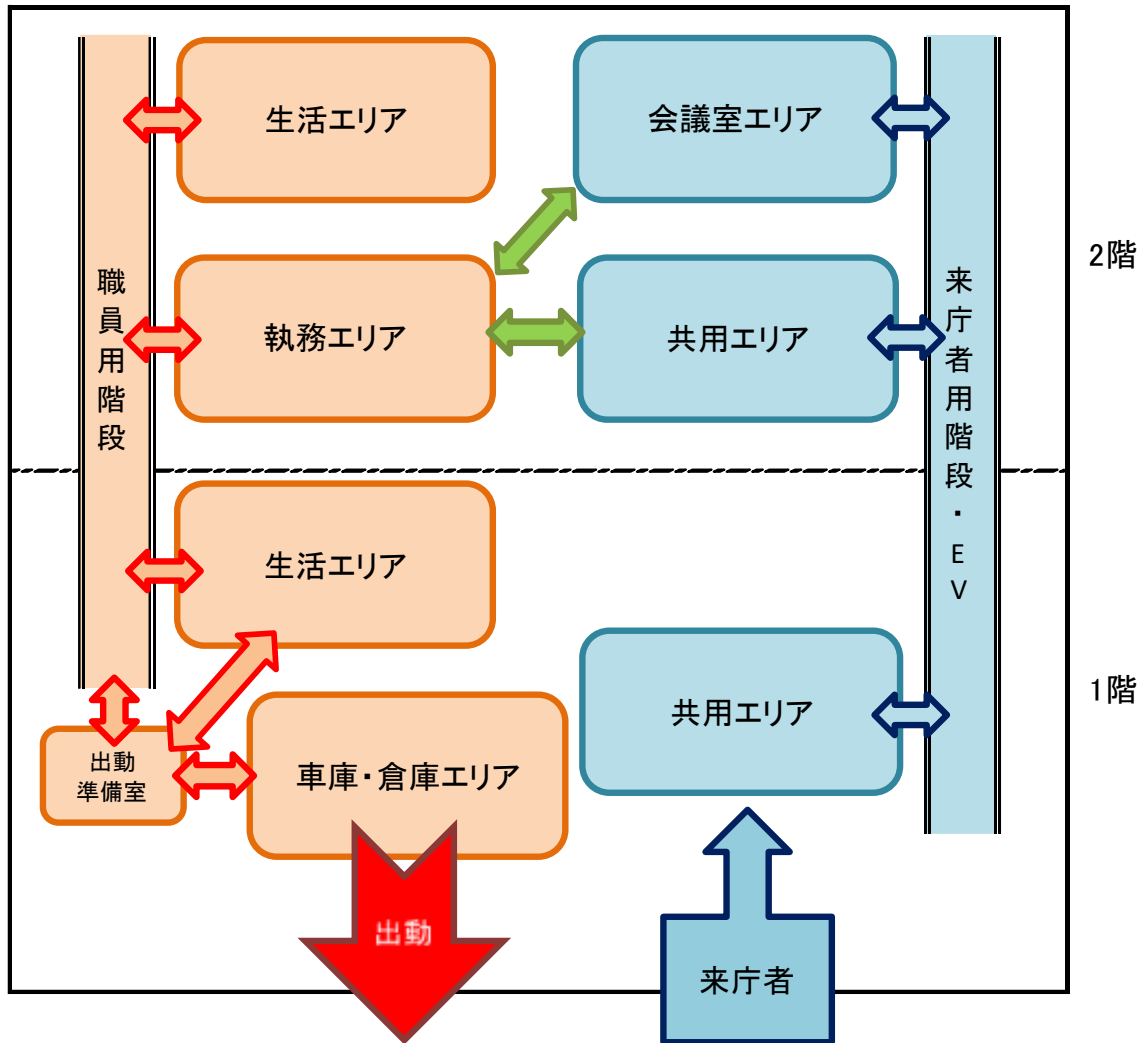 生活エリア
会議室エリア
2階
職員用階段
執務エリア
共用エリア
来庁者用階段・EV
生活エリア
共用エリア
1階
出動
準備室
車庫・倉庫エリア
出動
来庁者